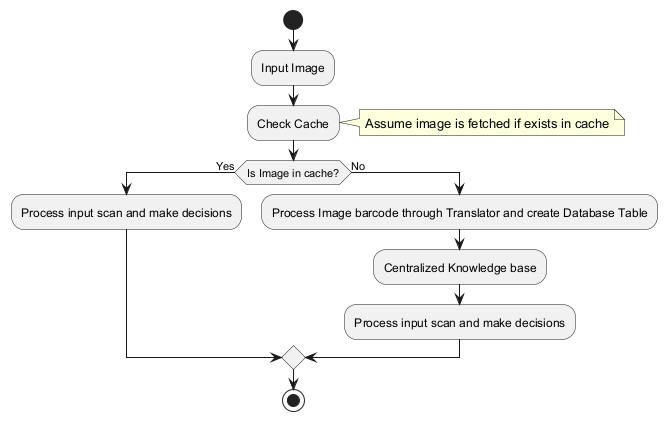 Input Image
Check Cache
Assume image is fetched if exists in cache
Yes
Is Image in cache?
No
Process input scan and make decisions
Process Image barcode through Translator and create Database Table
Centralized Knowledge base
Process input scan and make decisions